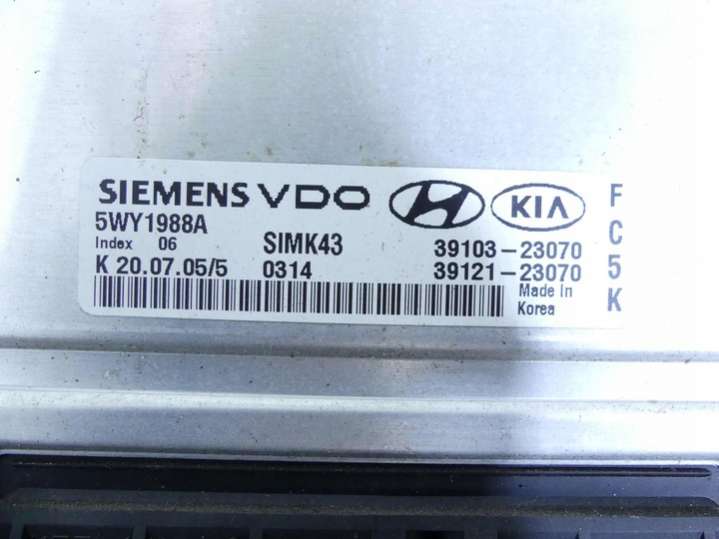 SIEMENS VDO KIA
5WY1988A
Index 06 SIMK43 39103-23070
K 20.07.05/5 0314 39121-23070
Made In
Korea
F
C
5
K